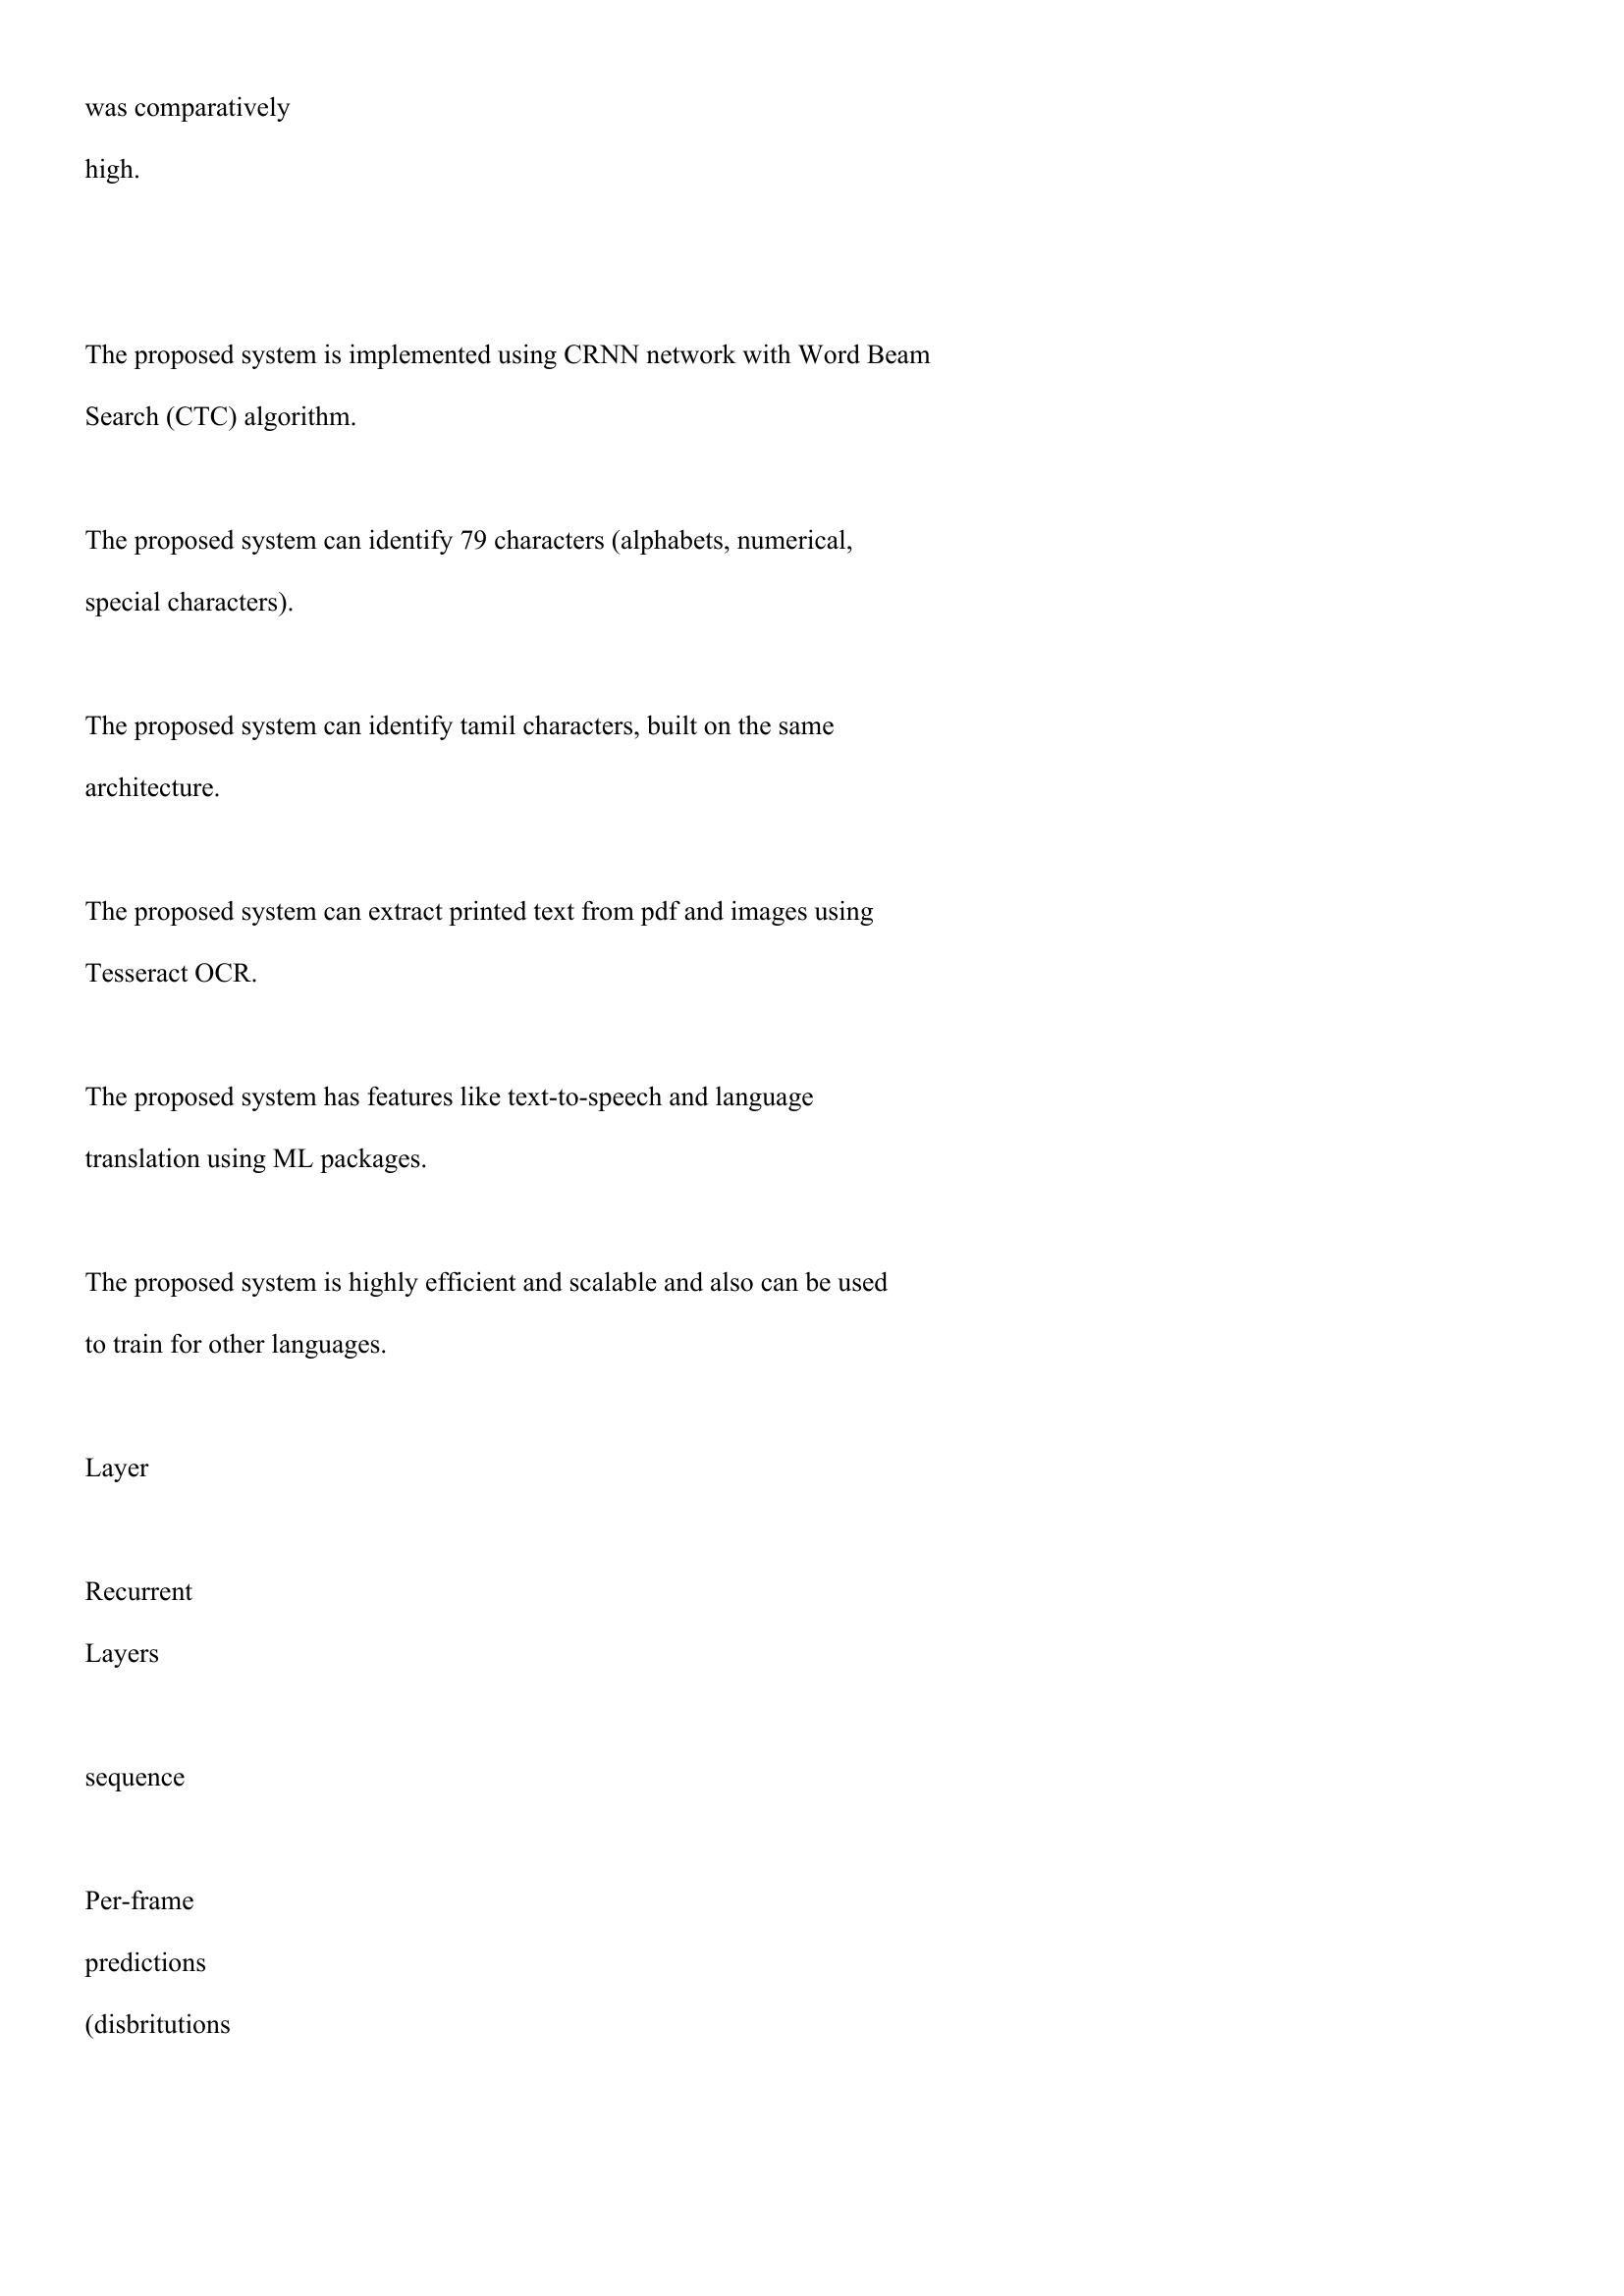 was comparatively
high.
The proposed system is implemented using CRNN network with Word Beam
Search (CTC) algorithm.
The proposed system can identify 79 characters (alphabets, numerical,
special characters).
The proposed system can identify tamil characters, built on the same
architecture.
The proposed system can extract printed text from pdf and images using
Tesseract OCR.
The proposed system has features like text-to-speech and language
translation using ML packages.
The proposed system is highly efficient and scalable and also can be used
to train for other languages.
Layer
Recurrent
Layers
sequence
Per-frame
predictions
(disbritutions